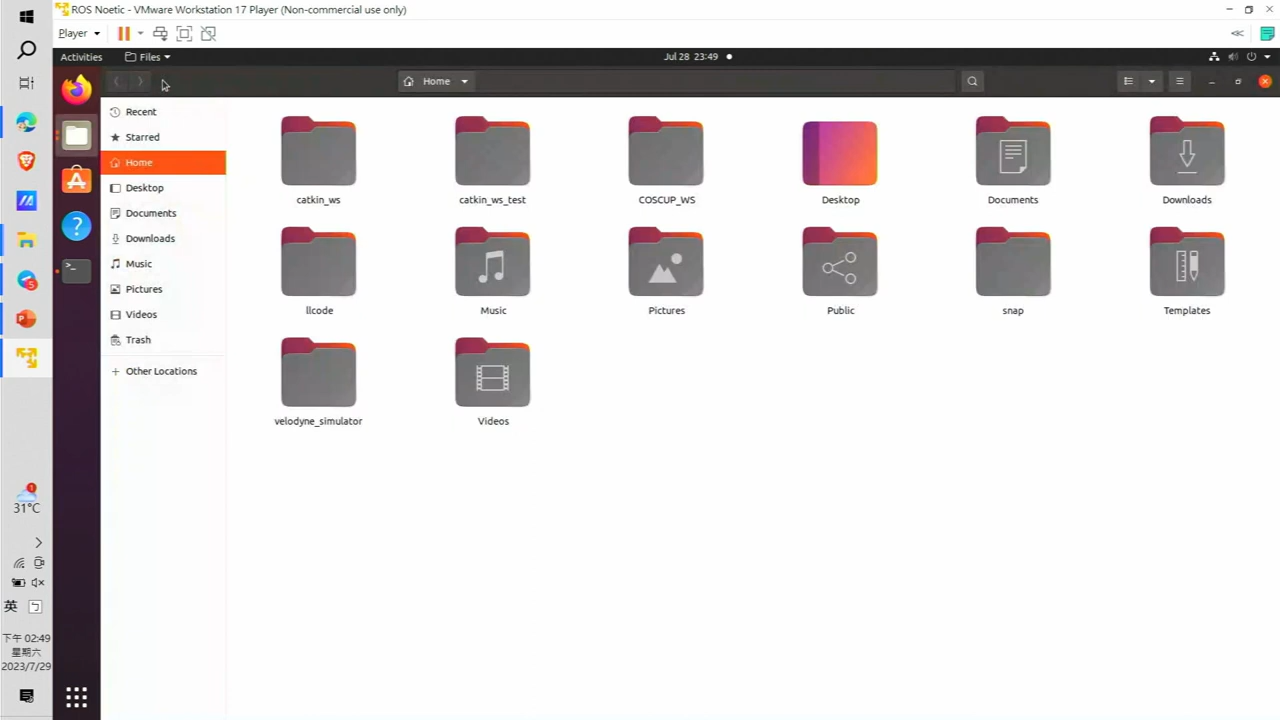 ROS Noetic - VMware Workstation 17 Player (Non-commercial use only)
Player
Activities
Files
Jul 28 23:49
Home
Recent
Starred
Home
Desktop
Documents
Downloads
Music
Pictures
Videos
Trash
+ Other Locations
catkin_ws
catkin_ws_test
COSCUP_WS
Desktop
Documents
Downloads
llcode
Music
Pictures
Public
snap
Templates
velodyne_simulator
Videos
5
1
31°C
英
ㄅ
下午 02:49
星期六
2023/7/29